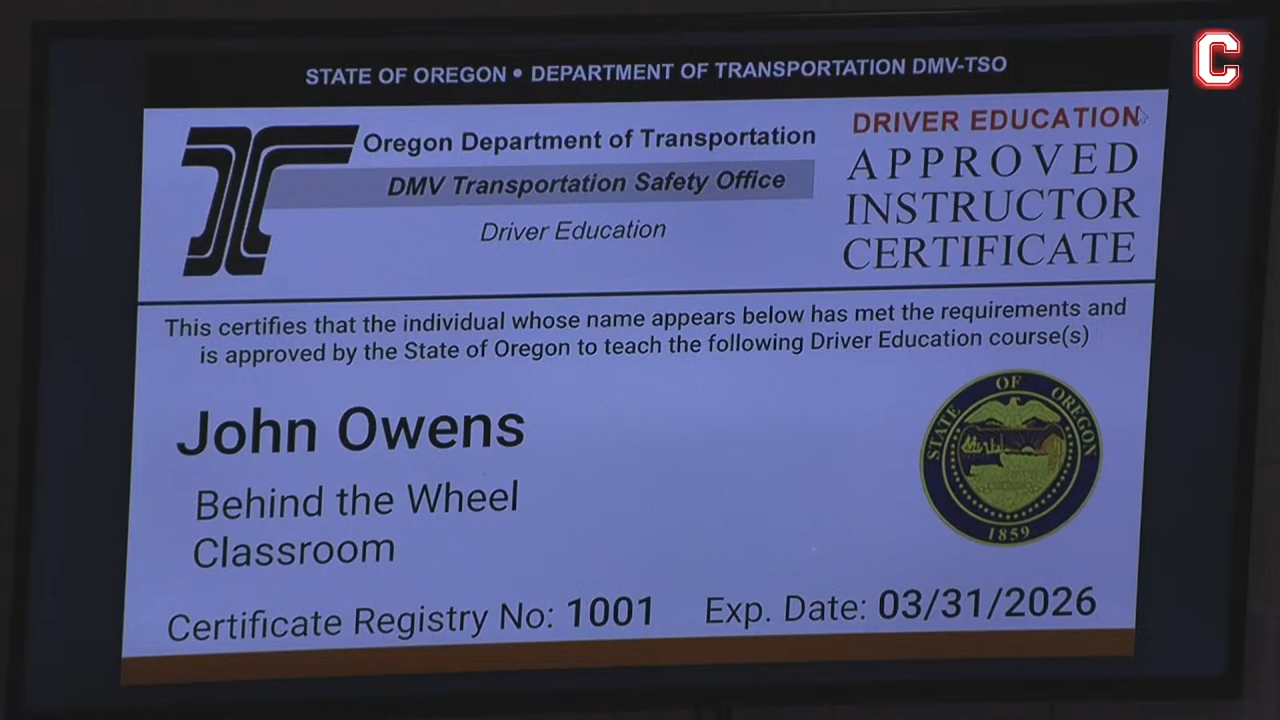 C
STATE OF OREGON • DEPARTMENT OF TRANSPORTATION DMV-TSO
Oregon Department of Transportation
DMV Transportation Safety Office
Driver Education
DRIVER EDUCATION
APPROVED
INSTRUCTOR
CERTIFICATE
This certifies that the individual whose name appears below has met the requirements and
is approved by the State of Oregon to teach the following Driver Education course(s)
John Owens
Behind the Wheel
Classroom
STATE OF OREGON
1859
Certificate Registry No: 1001 Exp. Date: 03/31/2026